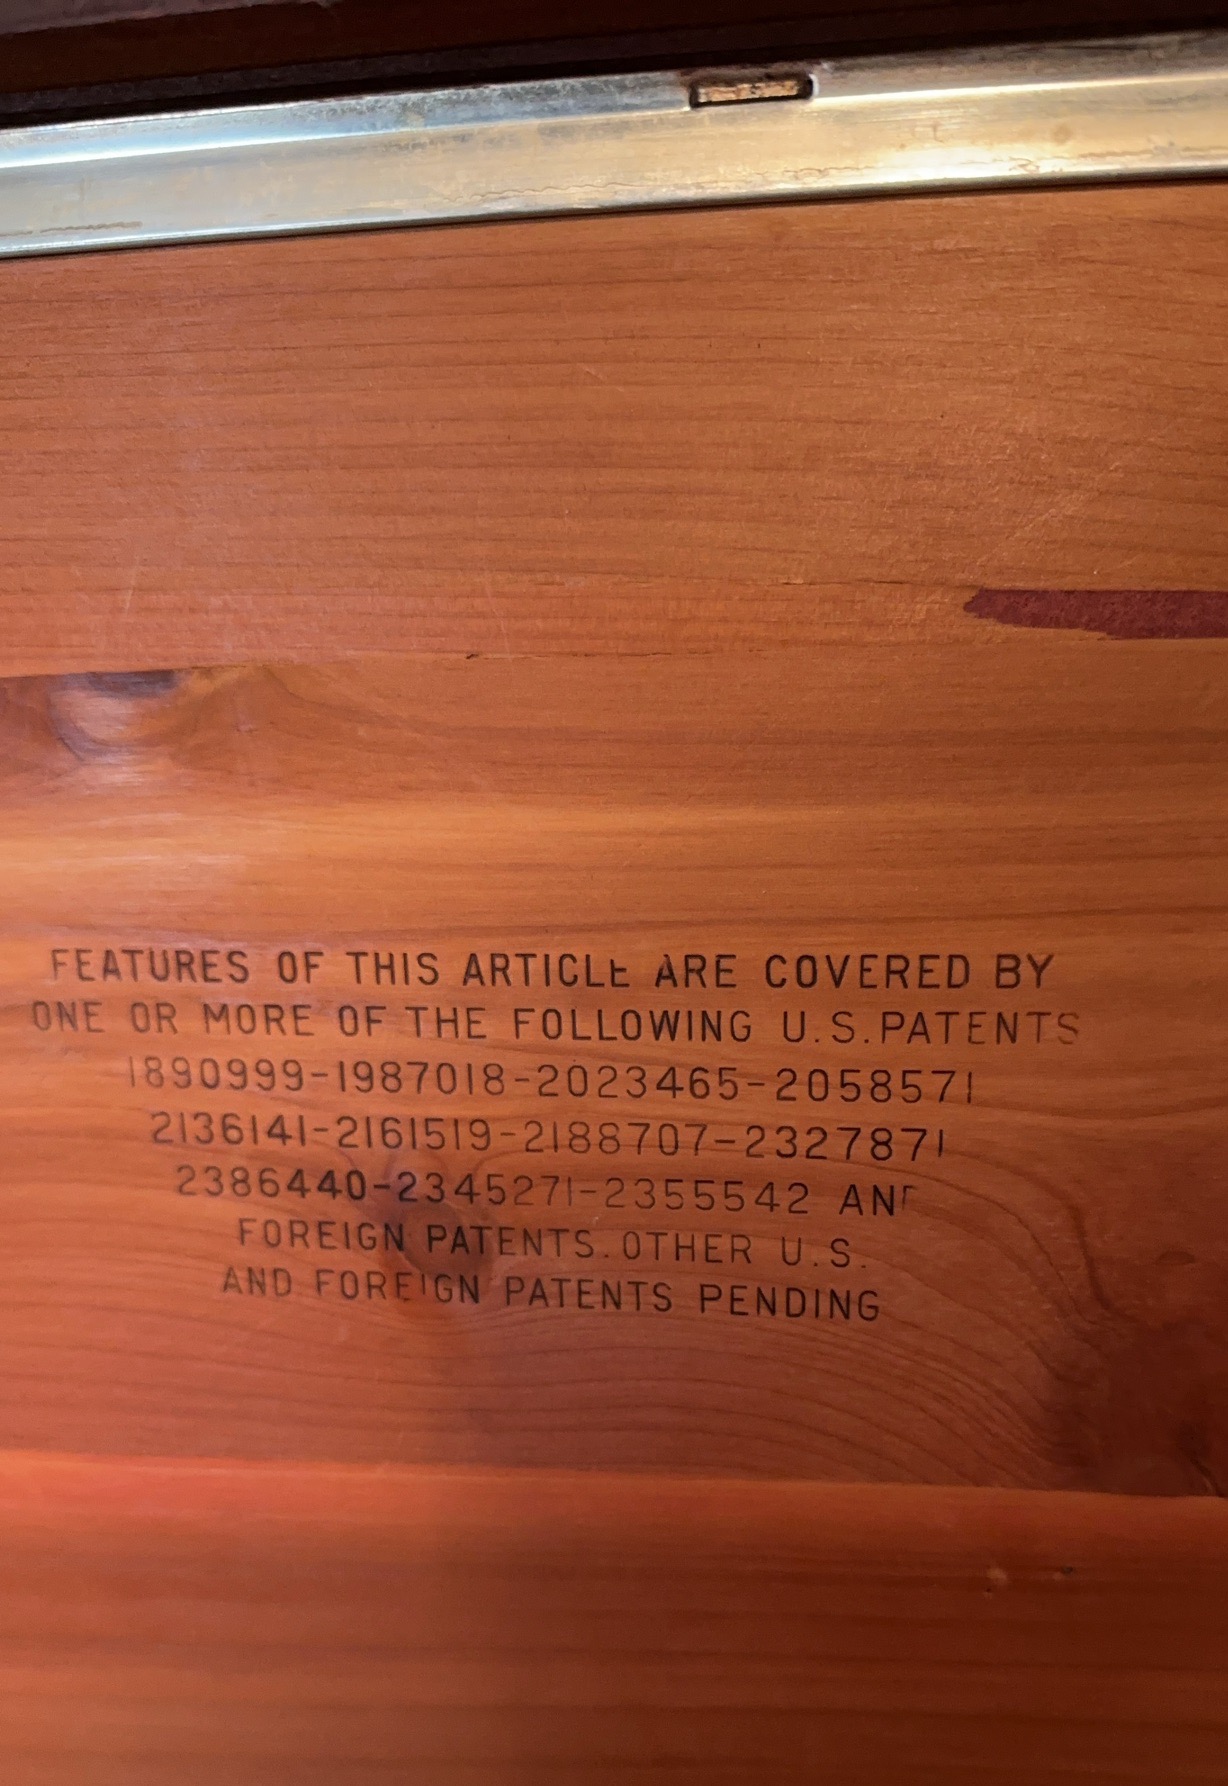 FEATURES OF THIS ARTICLE ARE COVERED BY
ONE OR MORE OF THE FOLLOWING U.S. PATENTS
1890999-1987018-2023465-2058571
2136141-2161519-2188707-2327871
2386440-2345271-2355542 AND
FOREIGN PATENTS. OTHER U.S.
AND FOREIGN PATENTS PENDING